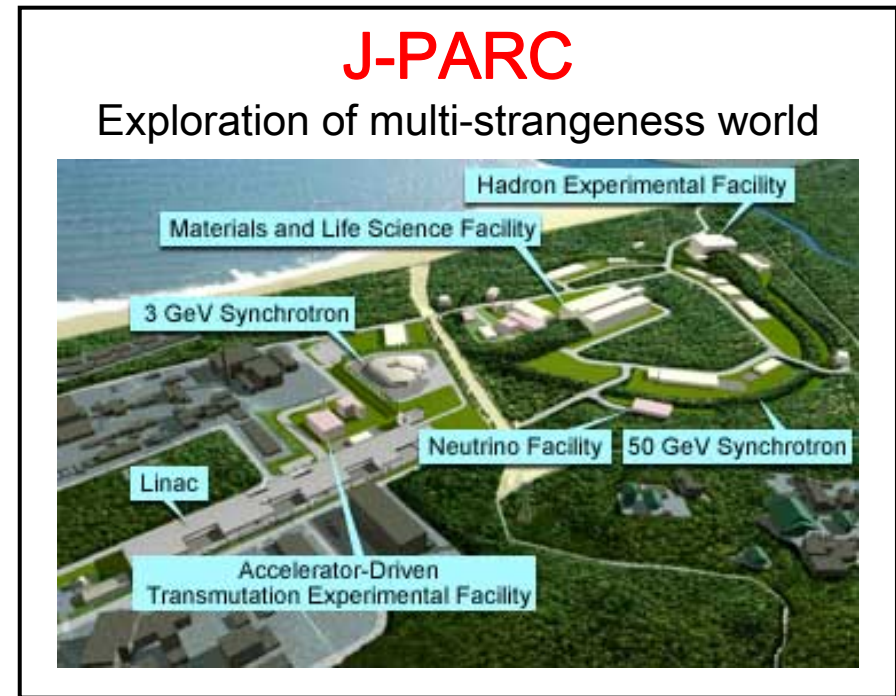 J-PARC
Exploration of multi-strangeness world
Hadron Experimental Facility
Materials and Life Science Facility
3 GeV Synchrotron
Neutrino Facility
50 GeV Synchrotron
Linac
Accelerator-Driven
Transmutation Experimental Facility